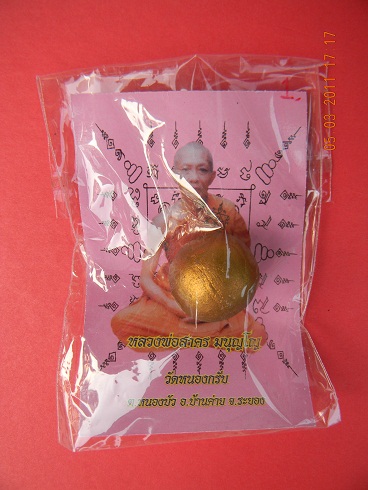 05 03 2011 17 17
หลวงพ่อสาคร มนุญโญ
วัดหนองกรับ
ต.หนองบัว อ.บ้านค่าย จ.ระยอง